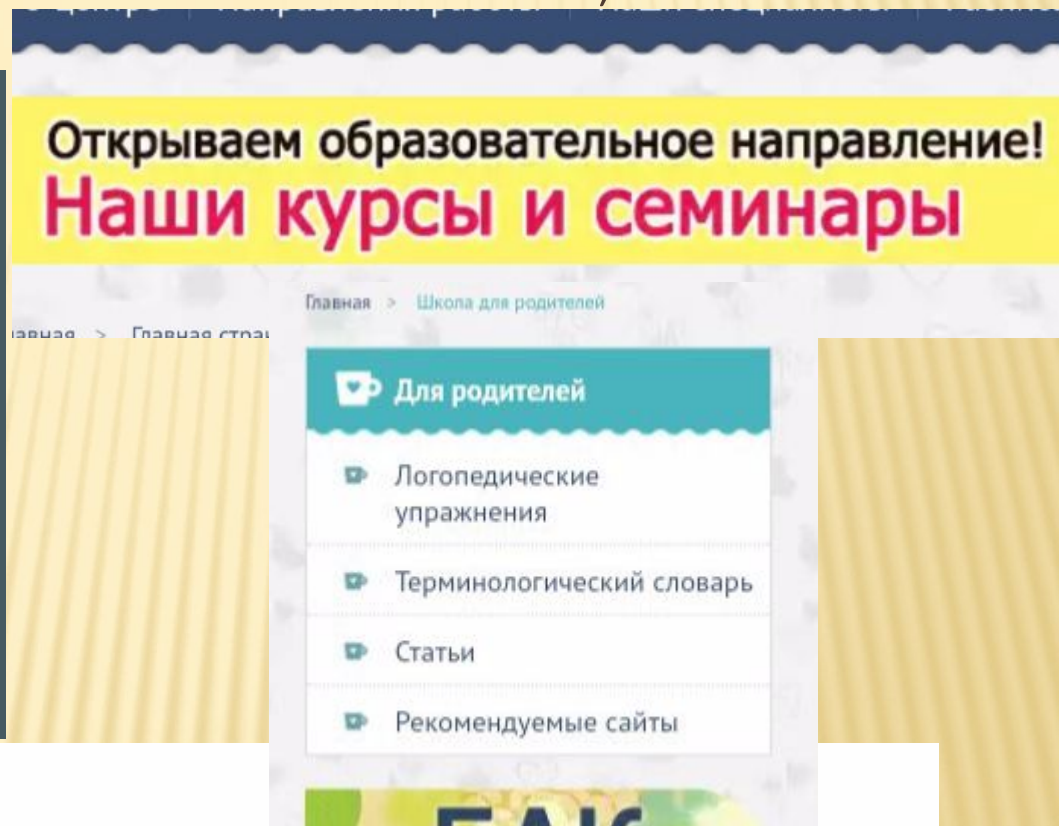 Открываем образовательное направление!
Наши курсы и семинары
Главная > Школа для родителей
Главная
Для родителей
Логопедические
упражнения
Терминологический словарь
Статьи
Рекомендуемые сайты